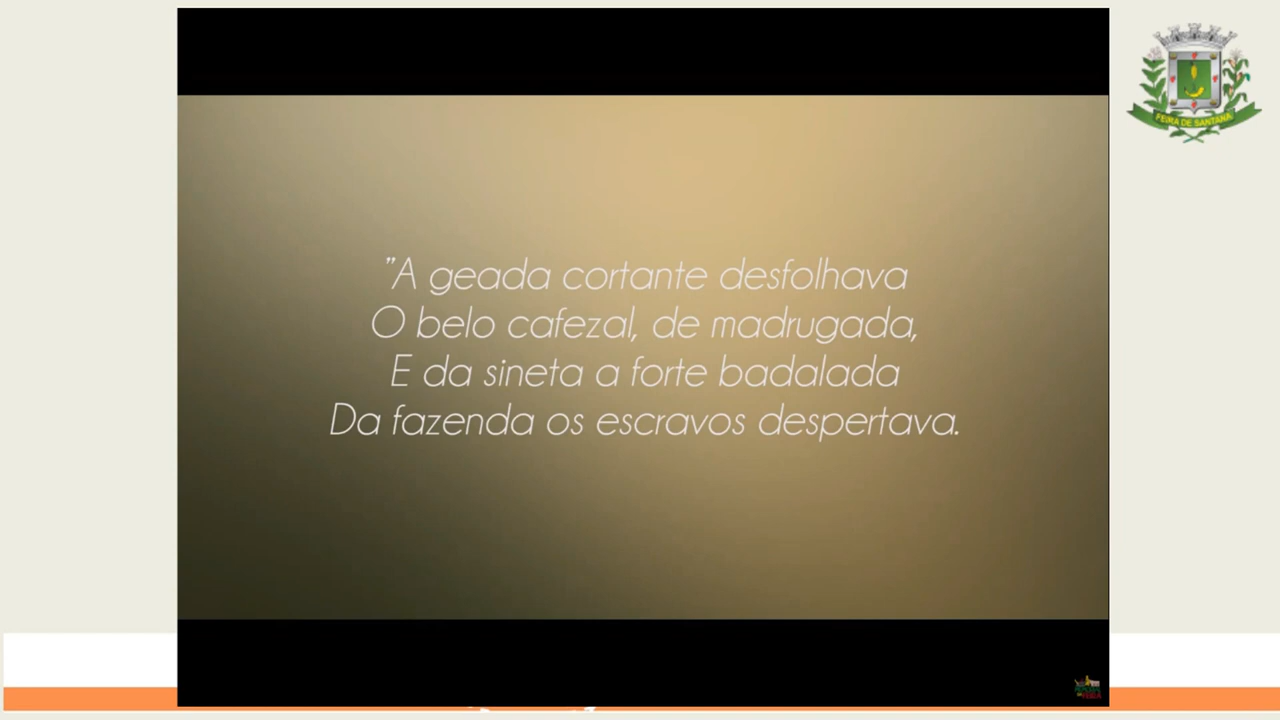 FEIRA DE SANTANA
"A geada cortante desfolhava
O belo cafezal, de madrugada,
E da sineta a forte badalada
Da fazenda os escravos despertava.